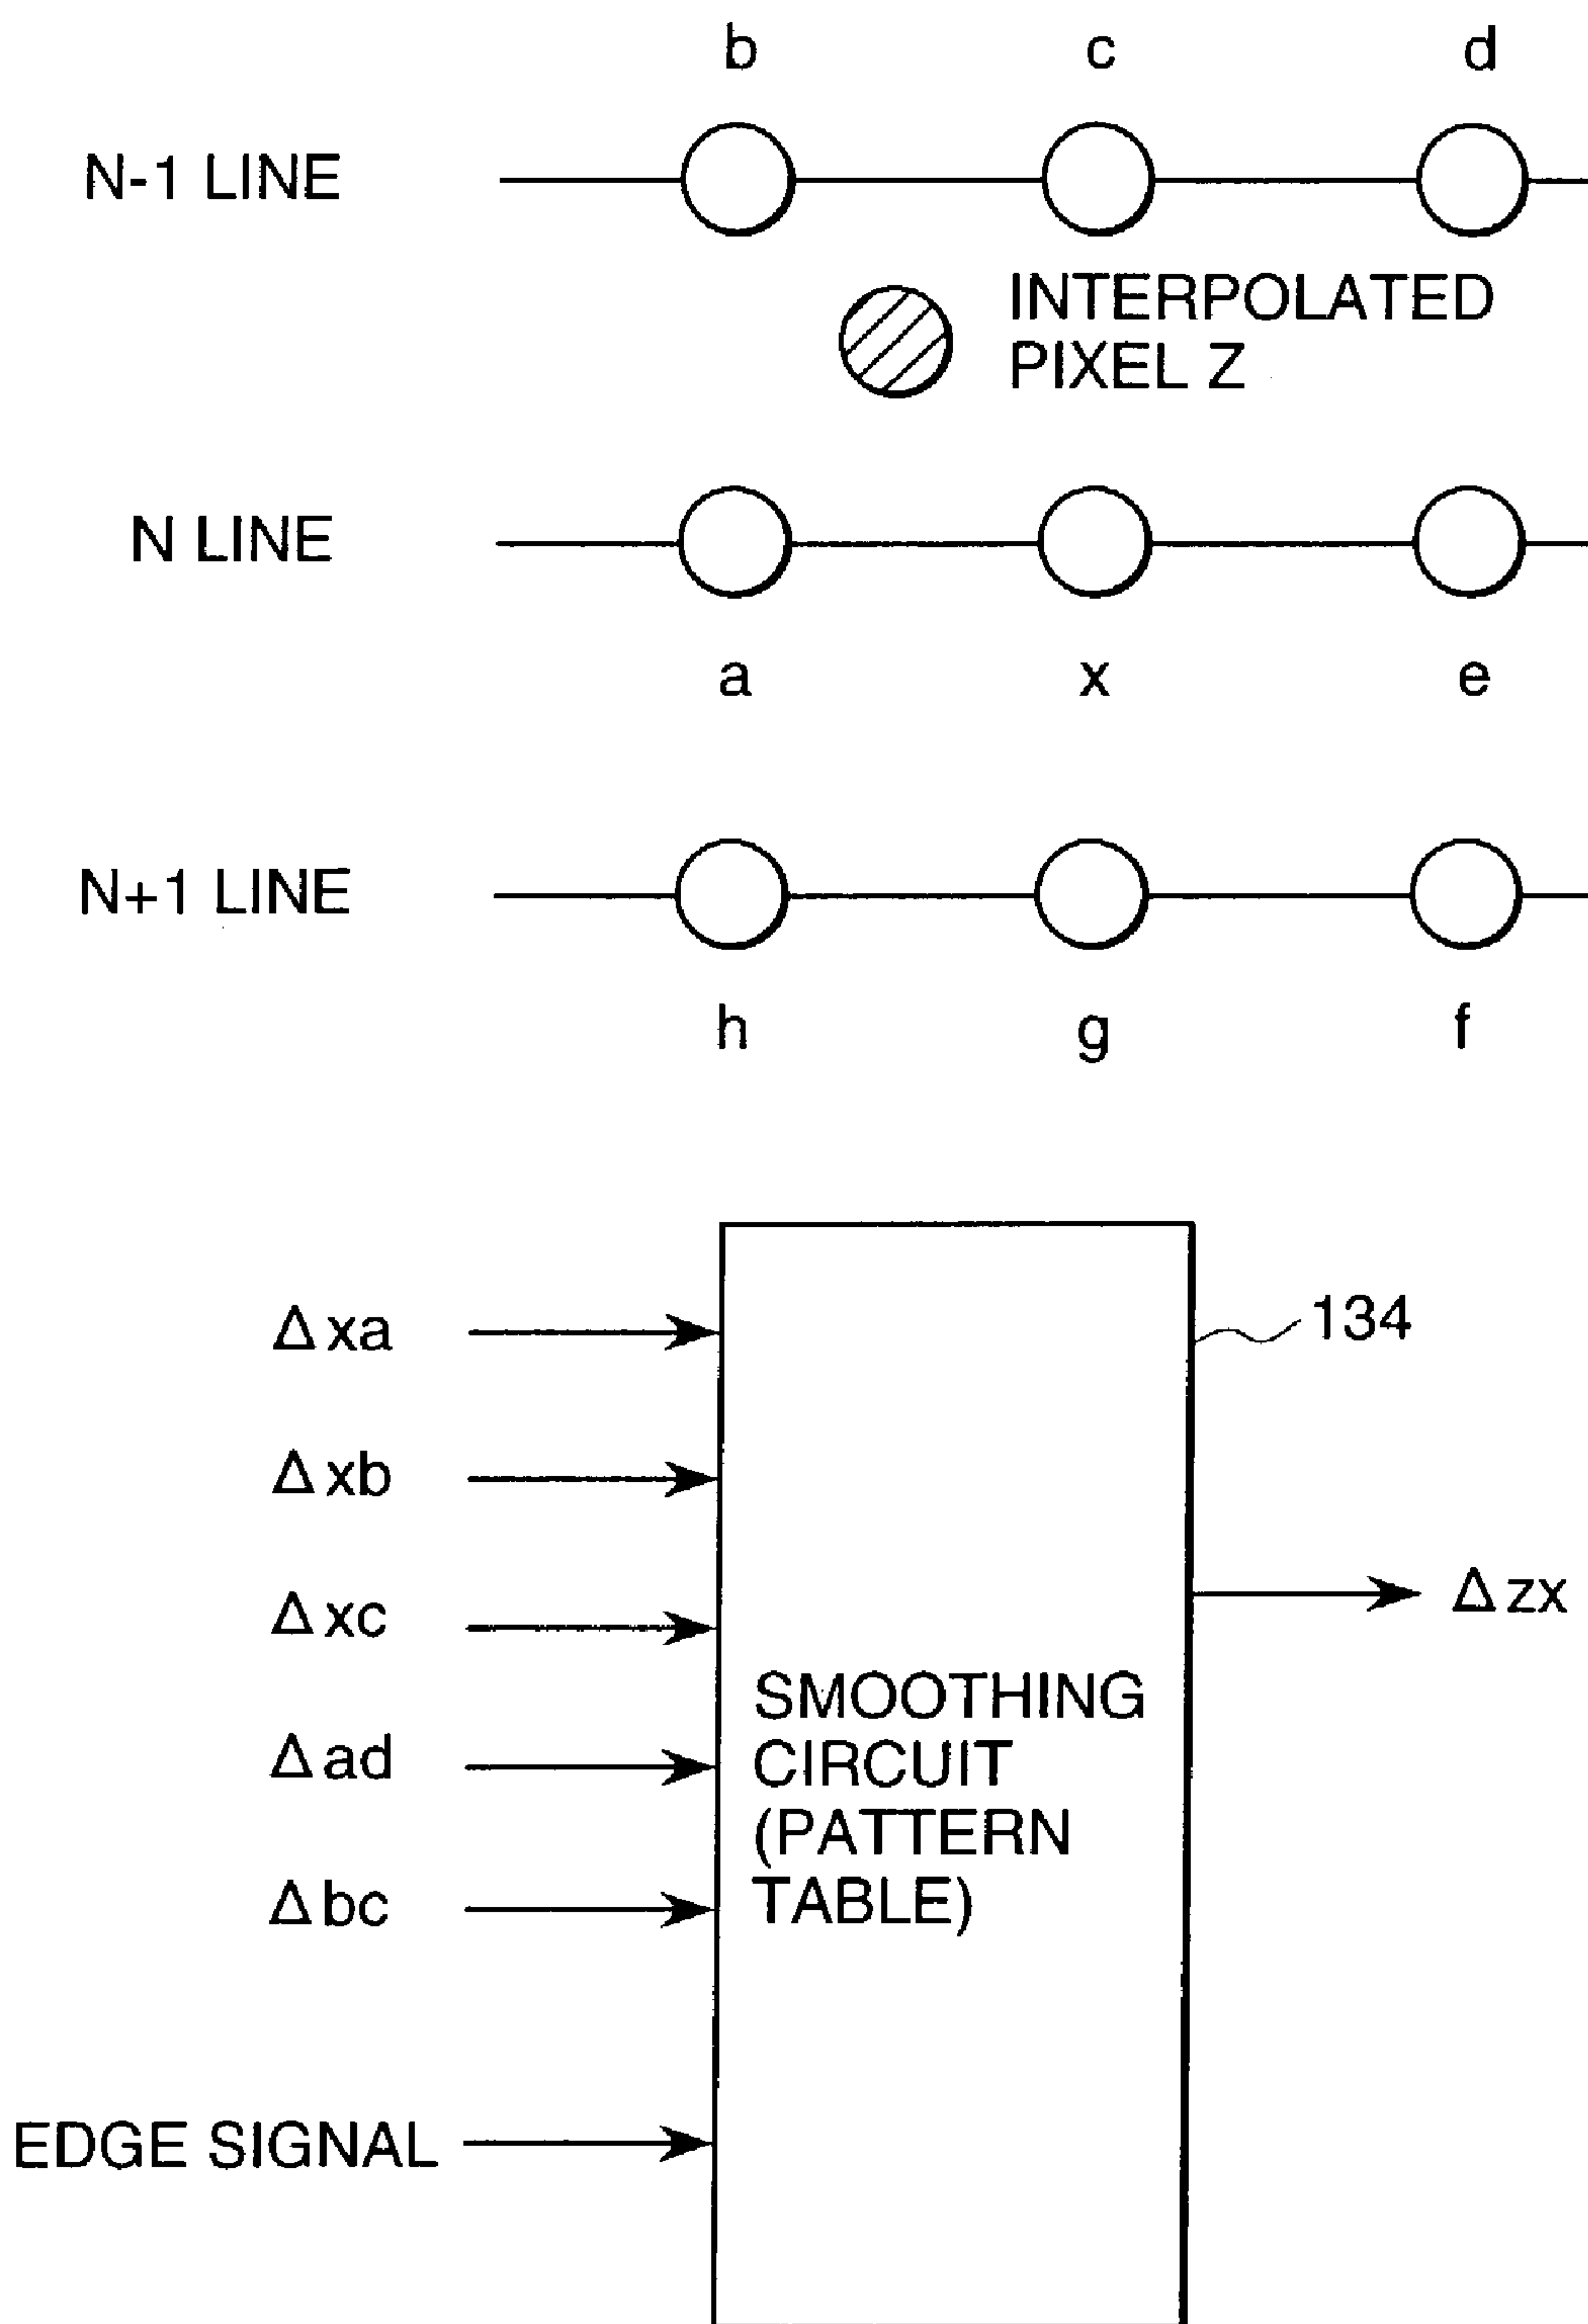 b c d
N-1 LINE
INTERPOLATED
PIXEL Z
N LINE
a x e
N+1 LINE
h g f
Δxa
134
Δxb
Δxc
Δzx
SMOOTHING
CIRCUIT
(PATTERN
TABLE)
Δad
Δbc
EDGE SIGNAL